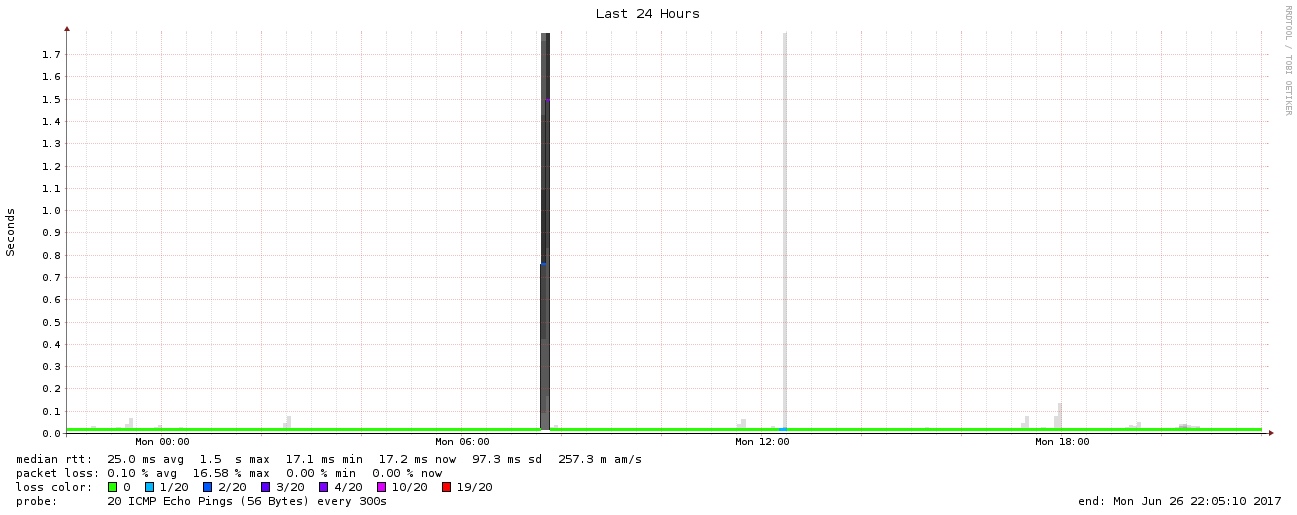 Last 24 Hours
RRDTOOL / TOBI OETIKER
Seconds
1.7
1.6
1.5
1.4
1.3
1.2
1.1
1.0
0.9
0.8
0.7
0.6
0.5
0.4
0.3
0.2
0.1
0.0
Mon 00:00 Mon 06:00 Mon 12:00 Mon 18:00
median rtt: 25.0 ms avg 1.5 s max 17.1 ms min 17.2 ms now 97.3 ms sd 257.3 m am/s
packet loss: 0.10 % avg 16.58 % max 0.00 % min 0.00 % now
loss color: 0 1/20 2/20 3/20 4/20 10/20 19/20
probe: 20 ICMP Echo Pings (56 Bytes) every 300s end: Mon Jun 26 22:05:10 2017